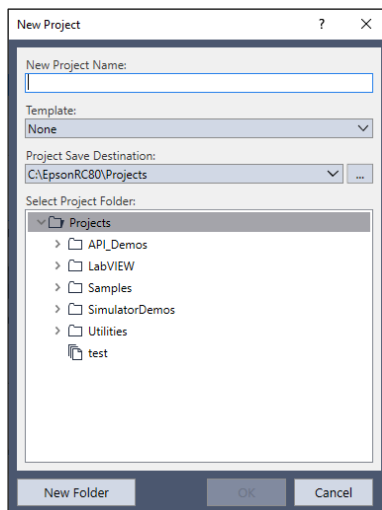 New Project
?
New Project Name:
Template:
None
Project Save Destination:
C:\EpsonRC80\Projects
...
Select Project Folder:
Projects
API_Demos
LabVIEW
Samples
SimulatorDemos
Utilities
test
New Folder
OK
Cancel